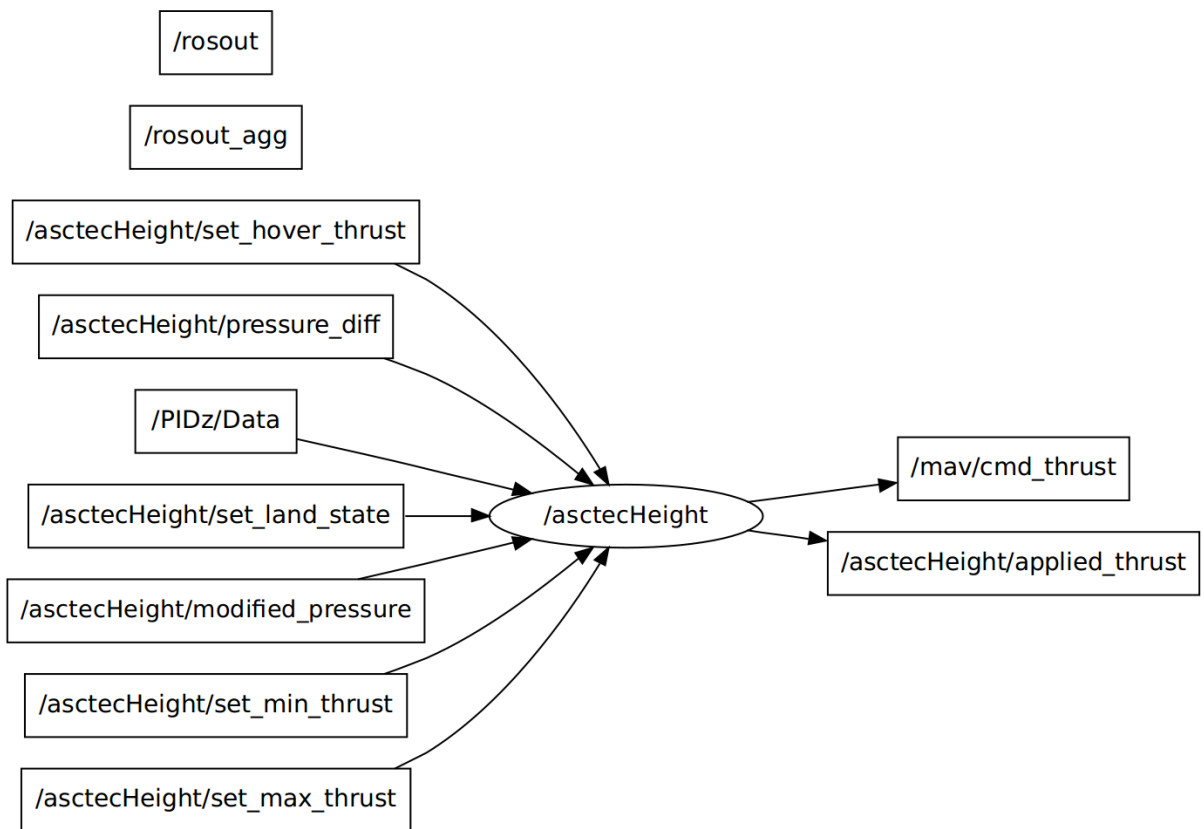 /rosout
/rosout_agg
/asctecHeight/set_hover_thrust
/asctecHeight/pressure_diff
/PIDz/Data
/asctecHeight/set_land_state
/asctecHeight/modified_pressure
/asctecHeight/set_min_thrust
/asctecHeight/set_max_thrust
/asctecHeight
/mav/cmd_thrust
/asctecHeight/applied_thrust